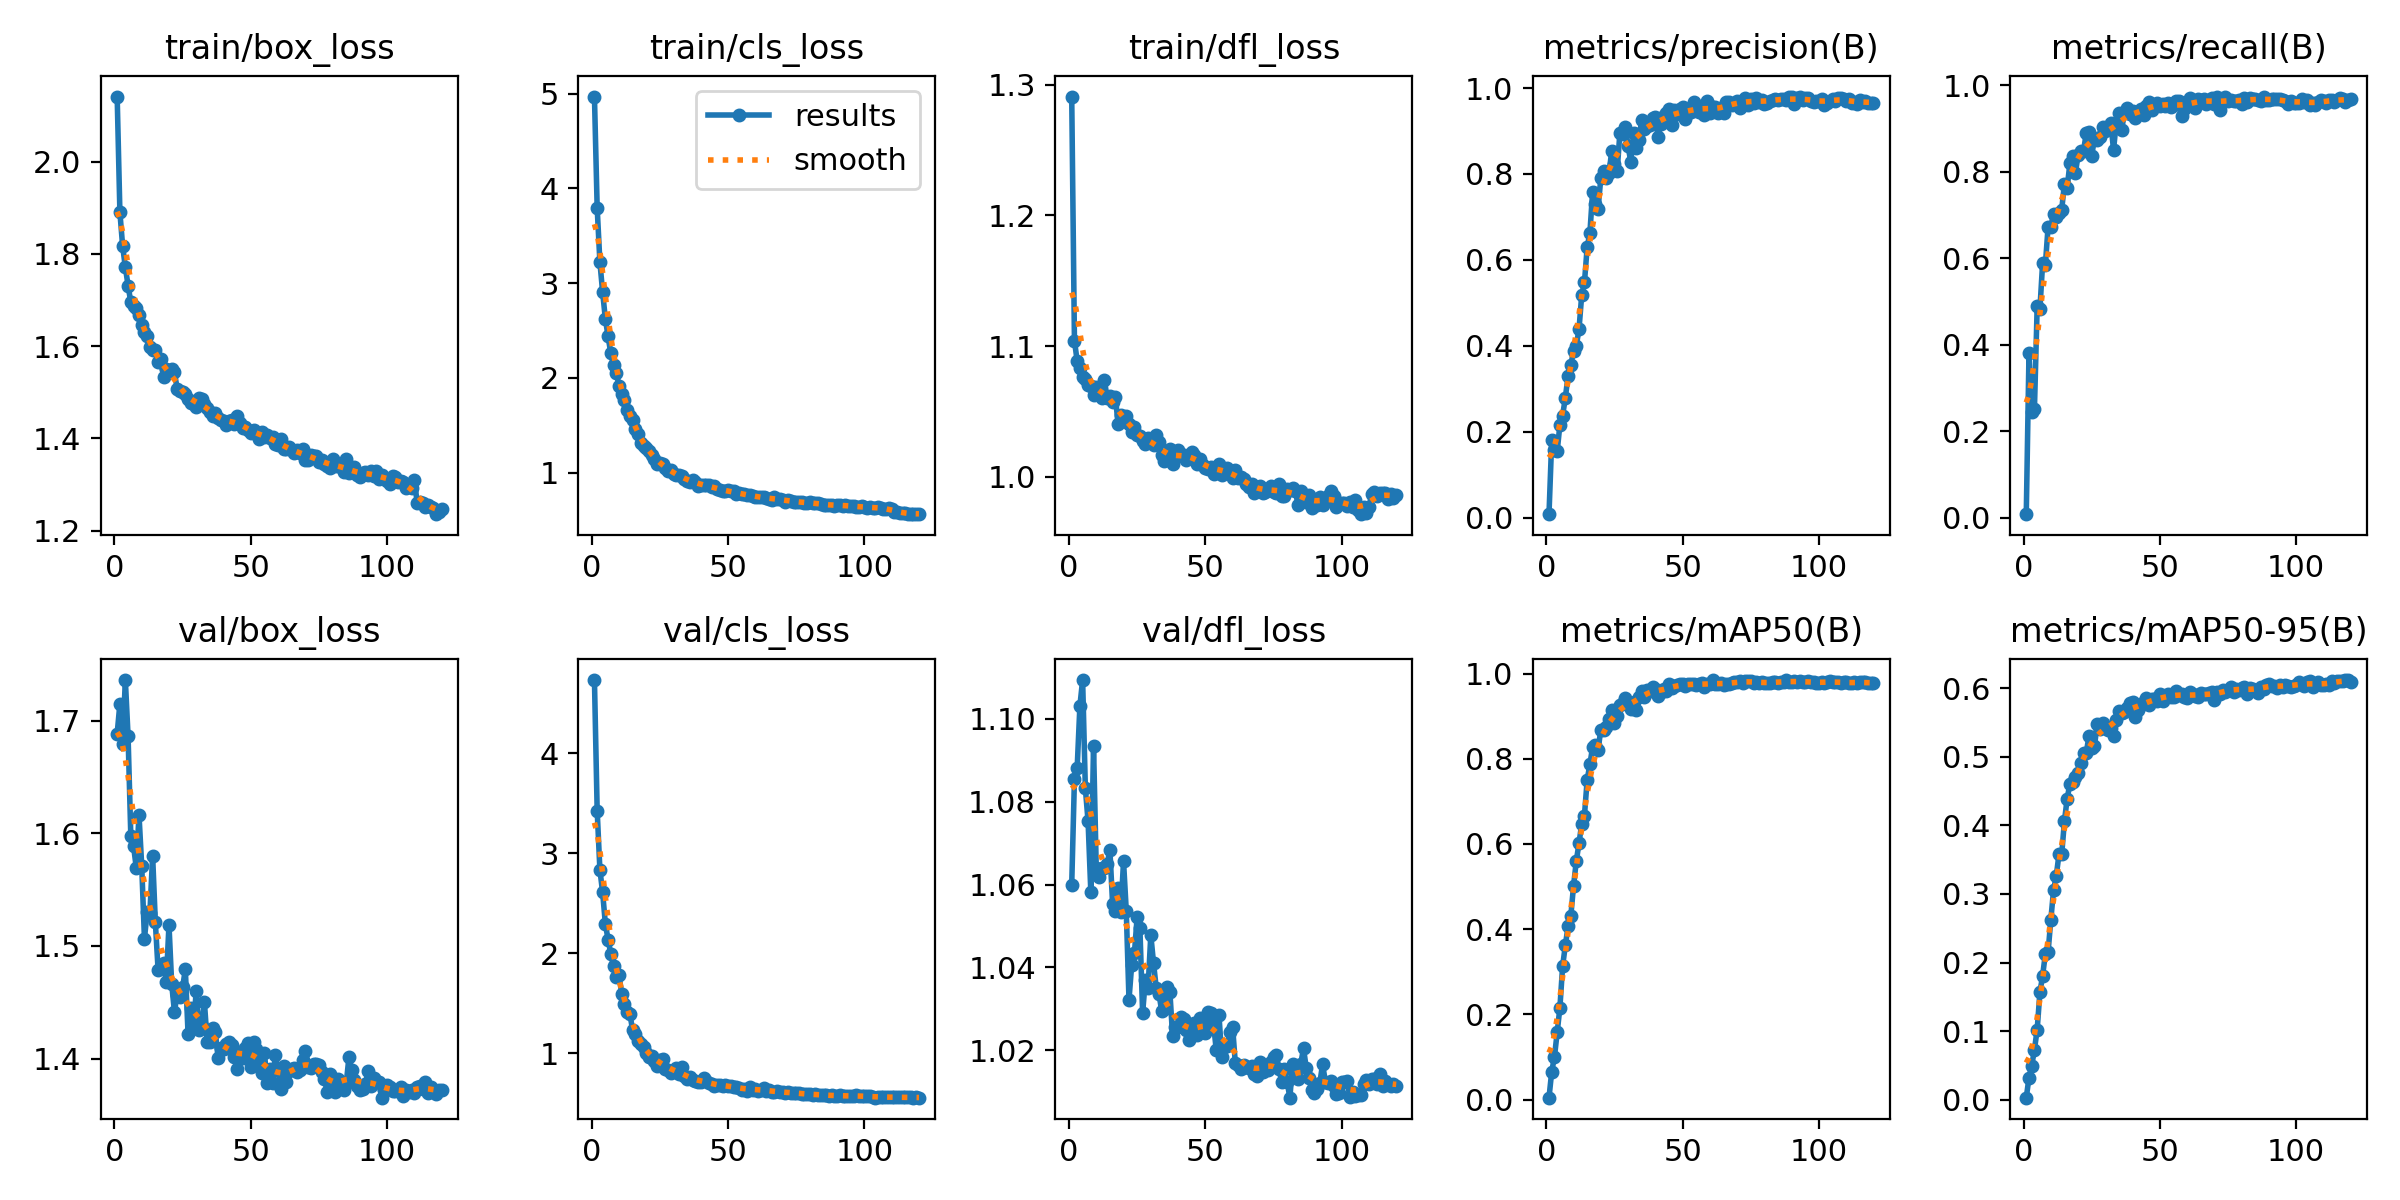 train/box_loss
train/cls_loss
train/dfl_loss
metrics/precision(B)
metrics/recall(B)
2.0
1.8
1.6
1.4
1.2
0 50 100
5
4
3
2
1
results
smooth
0 50 100
1.3
1.2
1.1
1.0
0 50 100
1.0
0.8
0.6
0.4
0.2
0.0
0 50 100
1.0
0.8
0.6
0.4
0.2
0.0
0 50 100
val/box_loss
val/cls_loss
val/dfl_loss
metrics/mAP50(B)
metrics/mAP50-95(B)
1.7
1.6
1.5
1.4
0 50 100
4
3
2
1
0 50 100
1.10
1.08
1.06
1.04
1.02
0 50 100
1.0
0.8
0.6
0.4
0.2
0.0
0 50 100
0.6
0.5
0.4
0.3
0.2
0.1
0.0
0 50 100